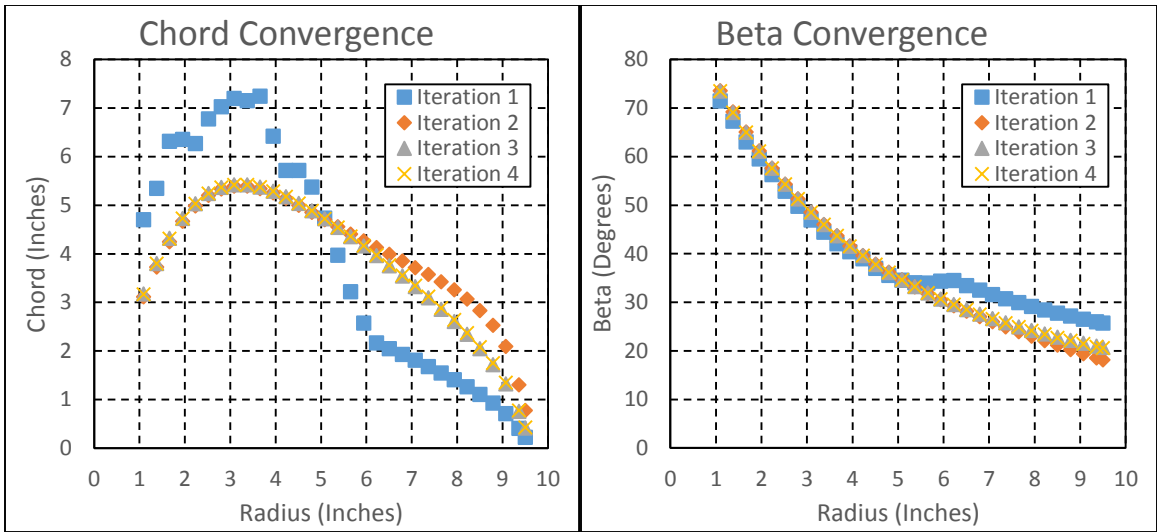 Chord Convergence
8
7
6
5
4
3
2
1
0
Chord (Inches)
Iteration 1
Iteration 2
Iteration 3
Iteration 4
0 1 2 3 4 5 6 7 8 9 10
Radius (Inches)
Beta Convergence
80
70
60
50
40
30
20
10
0
Beta (Degrees)
Iteration 1
Iteration 2
Iteration 3
Iteration 4
0 1 2 3 4 5 6 7 8 9 10
Radius (Inches)